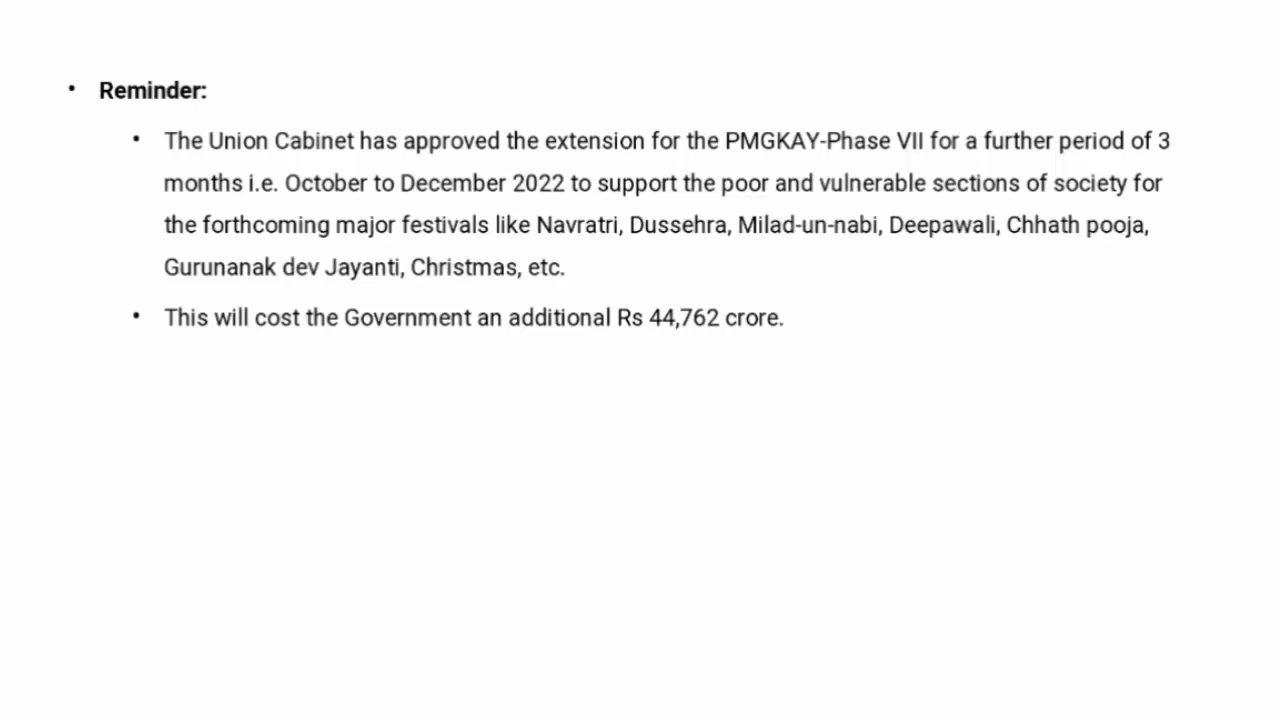 • Reminder:
• The Union Cabinet has approved the extension for the PMGKAY-Phase VII for a further period of 3
months i.e. October to December 2022 to support the poor and vulnerable sections of society for
the forthcoming major festivals like Navratri, Dussehra, Milad-un-nabi, Deepawali, Chhath pooja,
Gurunanak dev Jayanti, Christmas, etc.
• This will cost the Government an additional Rs 44,762 crore.